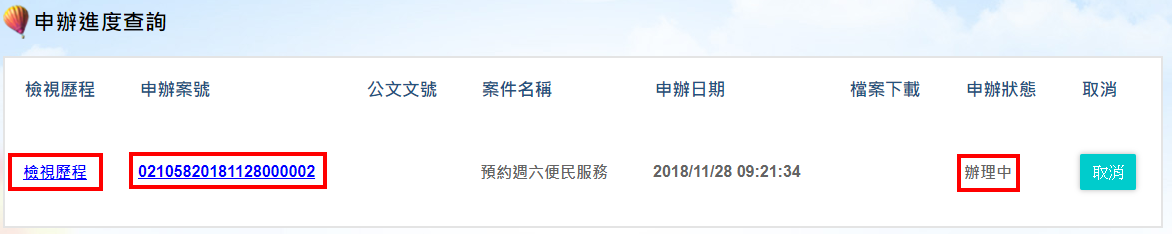 申辦進度查詢
檢視歷程 申辦案號 公文文號 案件名稱 申辦日期 檔案下載 申辦狀態 取消
檢視歷程 02105820181128000002 預約週六便民服務 2018/11/28 09:21:34 辦理中 取消